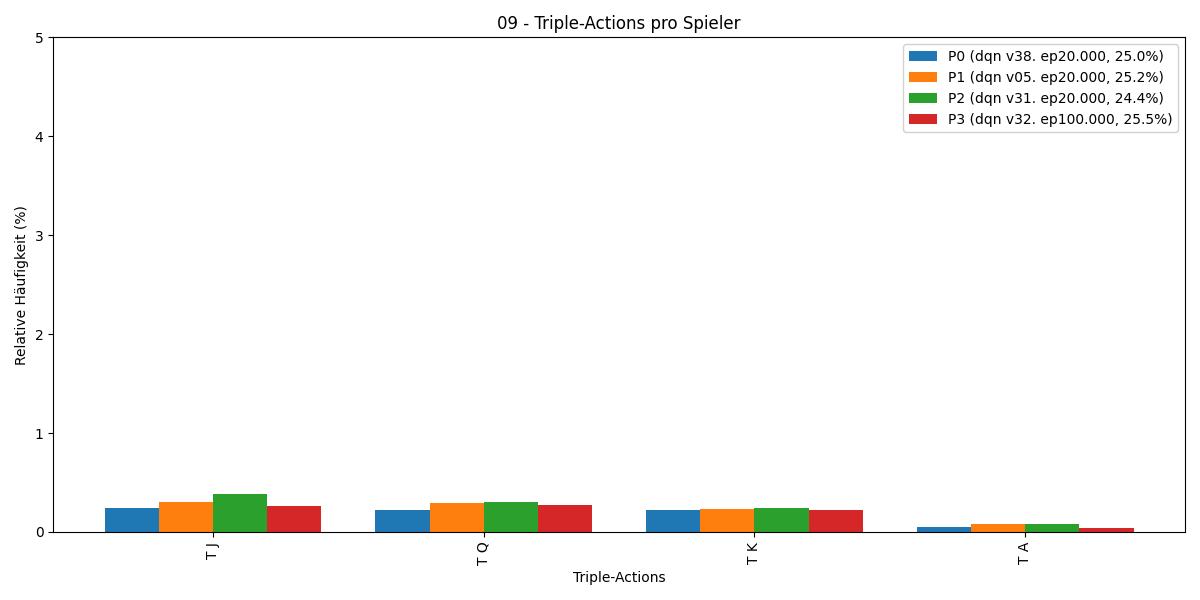 09 - Triple-Actions pro Spieler
P0 (dqn v38. ep20.000, 25.0%)
P1 (dqn v05. ep20.000, 25.2%)
P2 (dqn v31. ep20.000, 24.4%)
P3 (dqn v32. ep100.000, 25.5%)
Relative Häufigkeit (%)
5
4
3
2
1
0
T J
T Q
T K
T A
Triple-Actions